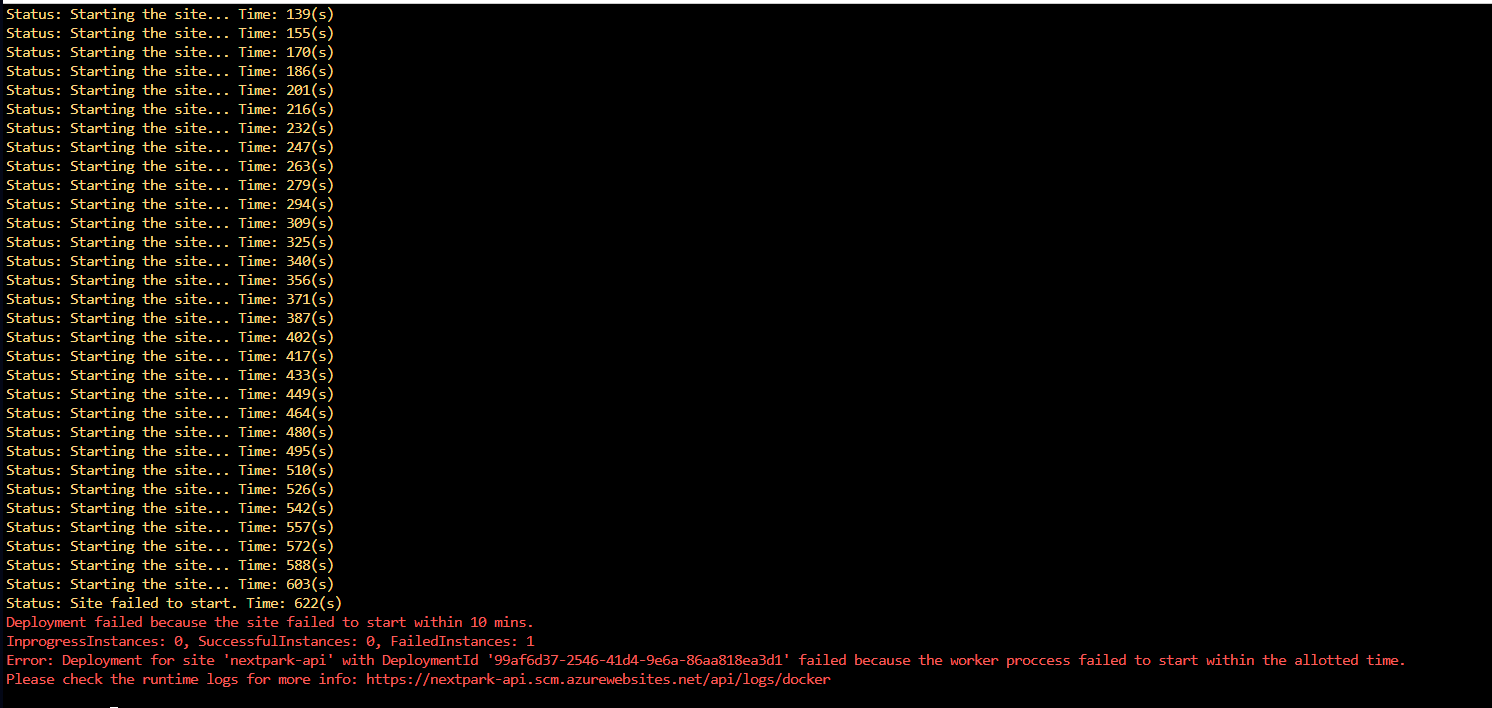 Status: Starting the site... Time: 139(s)
Status: Starting the site... Time: 155(s)
Status: Starting the site... Time: 170(s)
Status: Starting the site... Time: 186(s)
Status: Starting the site... Time: 201(s)
Status: Starting the site... Time: 216(s)
Status: Starting the site... Time: 232(s)
Status: Starting the site... Time: 247(s)
Status: Starting the site... Time: 263(s)
Status: Starting the site... Time: 279(s)
Status: Starting the site... Time: 294(s)
Status: Starting the site... Time: 309(s)
Status: Starting the site... Time: 325(s)
Status: Starting the site... Time: 340(s)
Status: Starting the site... Time: 356(s)
Status: Starting the site... Time: 371(s)
Status: Starting the site... Time: 387(s)
Status: Starting the site... Time: 402(s)
Status: Starting the site... Time: 417(s)
Status: Starting the site... Time: 433(s)
Status: Starting the site... Time: 449(s)
Status: Starting the site... Time: 464(s)
Status: Starting the site... Time: 480(s)
Status: Starting the site... Time: 495(s)
Status: Starting the site... Time: 510(s)
Status: Starting the site... Time: 526(s)
Status: Starting the site... Time: 542(s)
Status: Starting the site... Time: 557(s)
Status: Starting the site... Time: 572(s)
Status: Starting the site... Time: 588(s)
Status: Starting the site... Time: 603(s)
Status: Site failed to start. Time: 622(s)
Deployment failed because the site failed to start within 10 mins.
InprogressInstances: 0, SuccessfulInstances: 0, FailedInstances: 1
Error: Deployment for site 'nextpark-api' with DeploymentId '99af6d37-2546-41d4-9e6a-86aa818ea3d1' failed because the worker proccess failed to start within the allotted time.
Please check the runtime logs for more info: https://nextpark-api.scm.azurewebsites.net/api/logs/docker